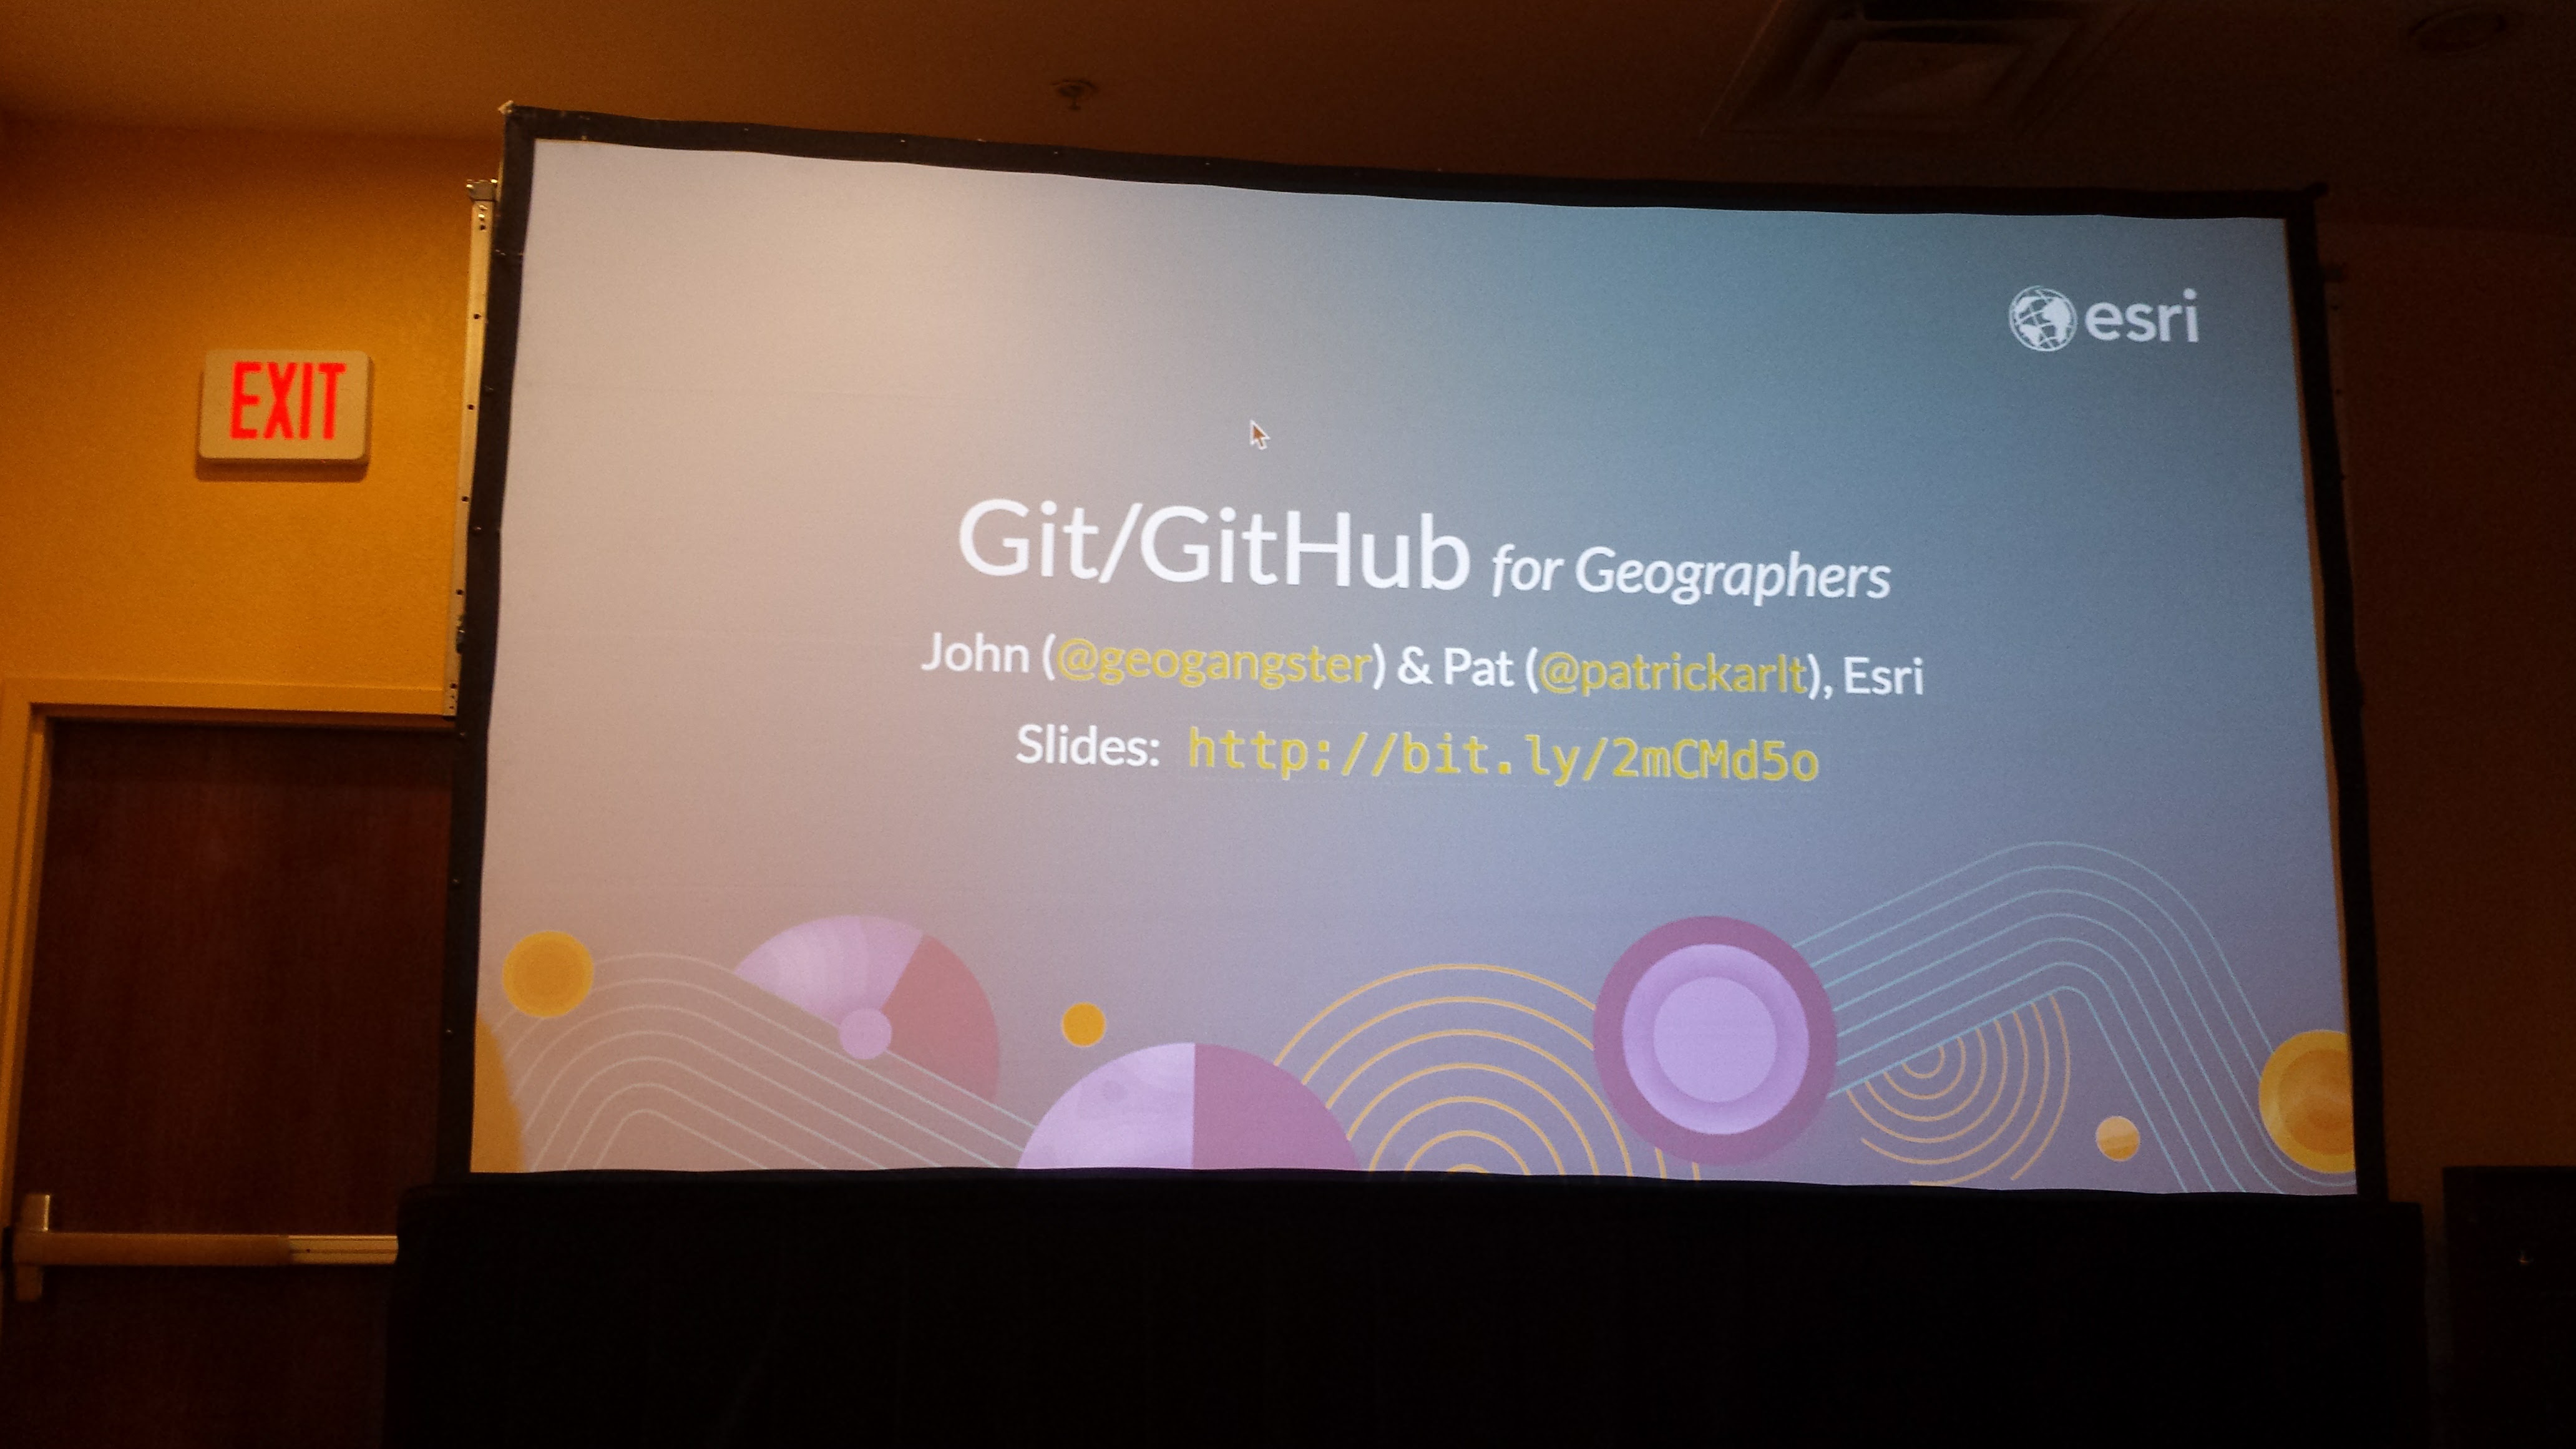 EXIT
esri
Git/GitHub for Geographers
John (@geogangster) & Pat (@patrickarlt), Esri
Slides: http://bit.ly/2mCMd5o